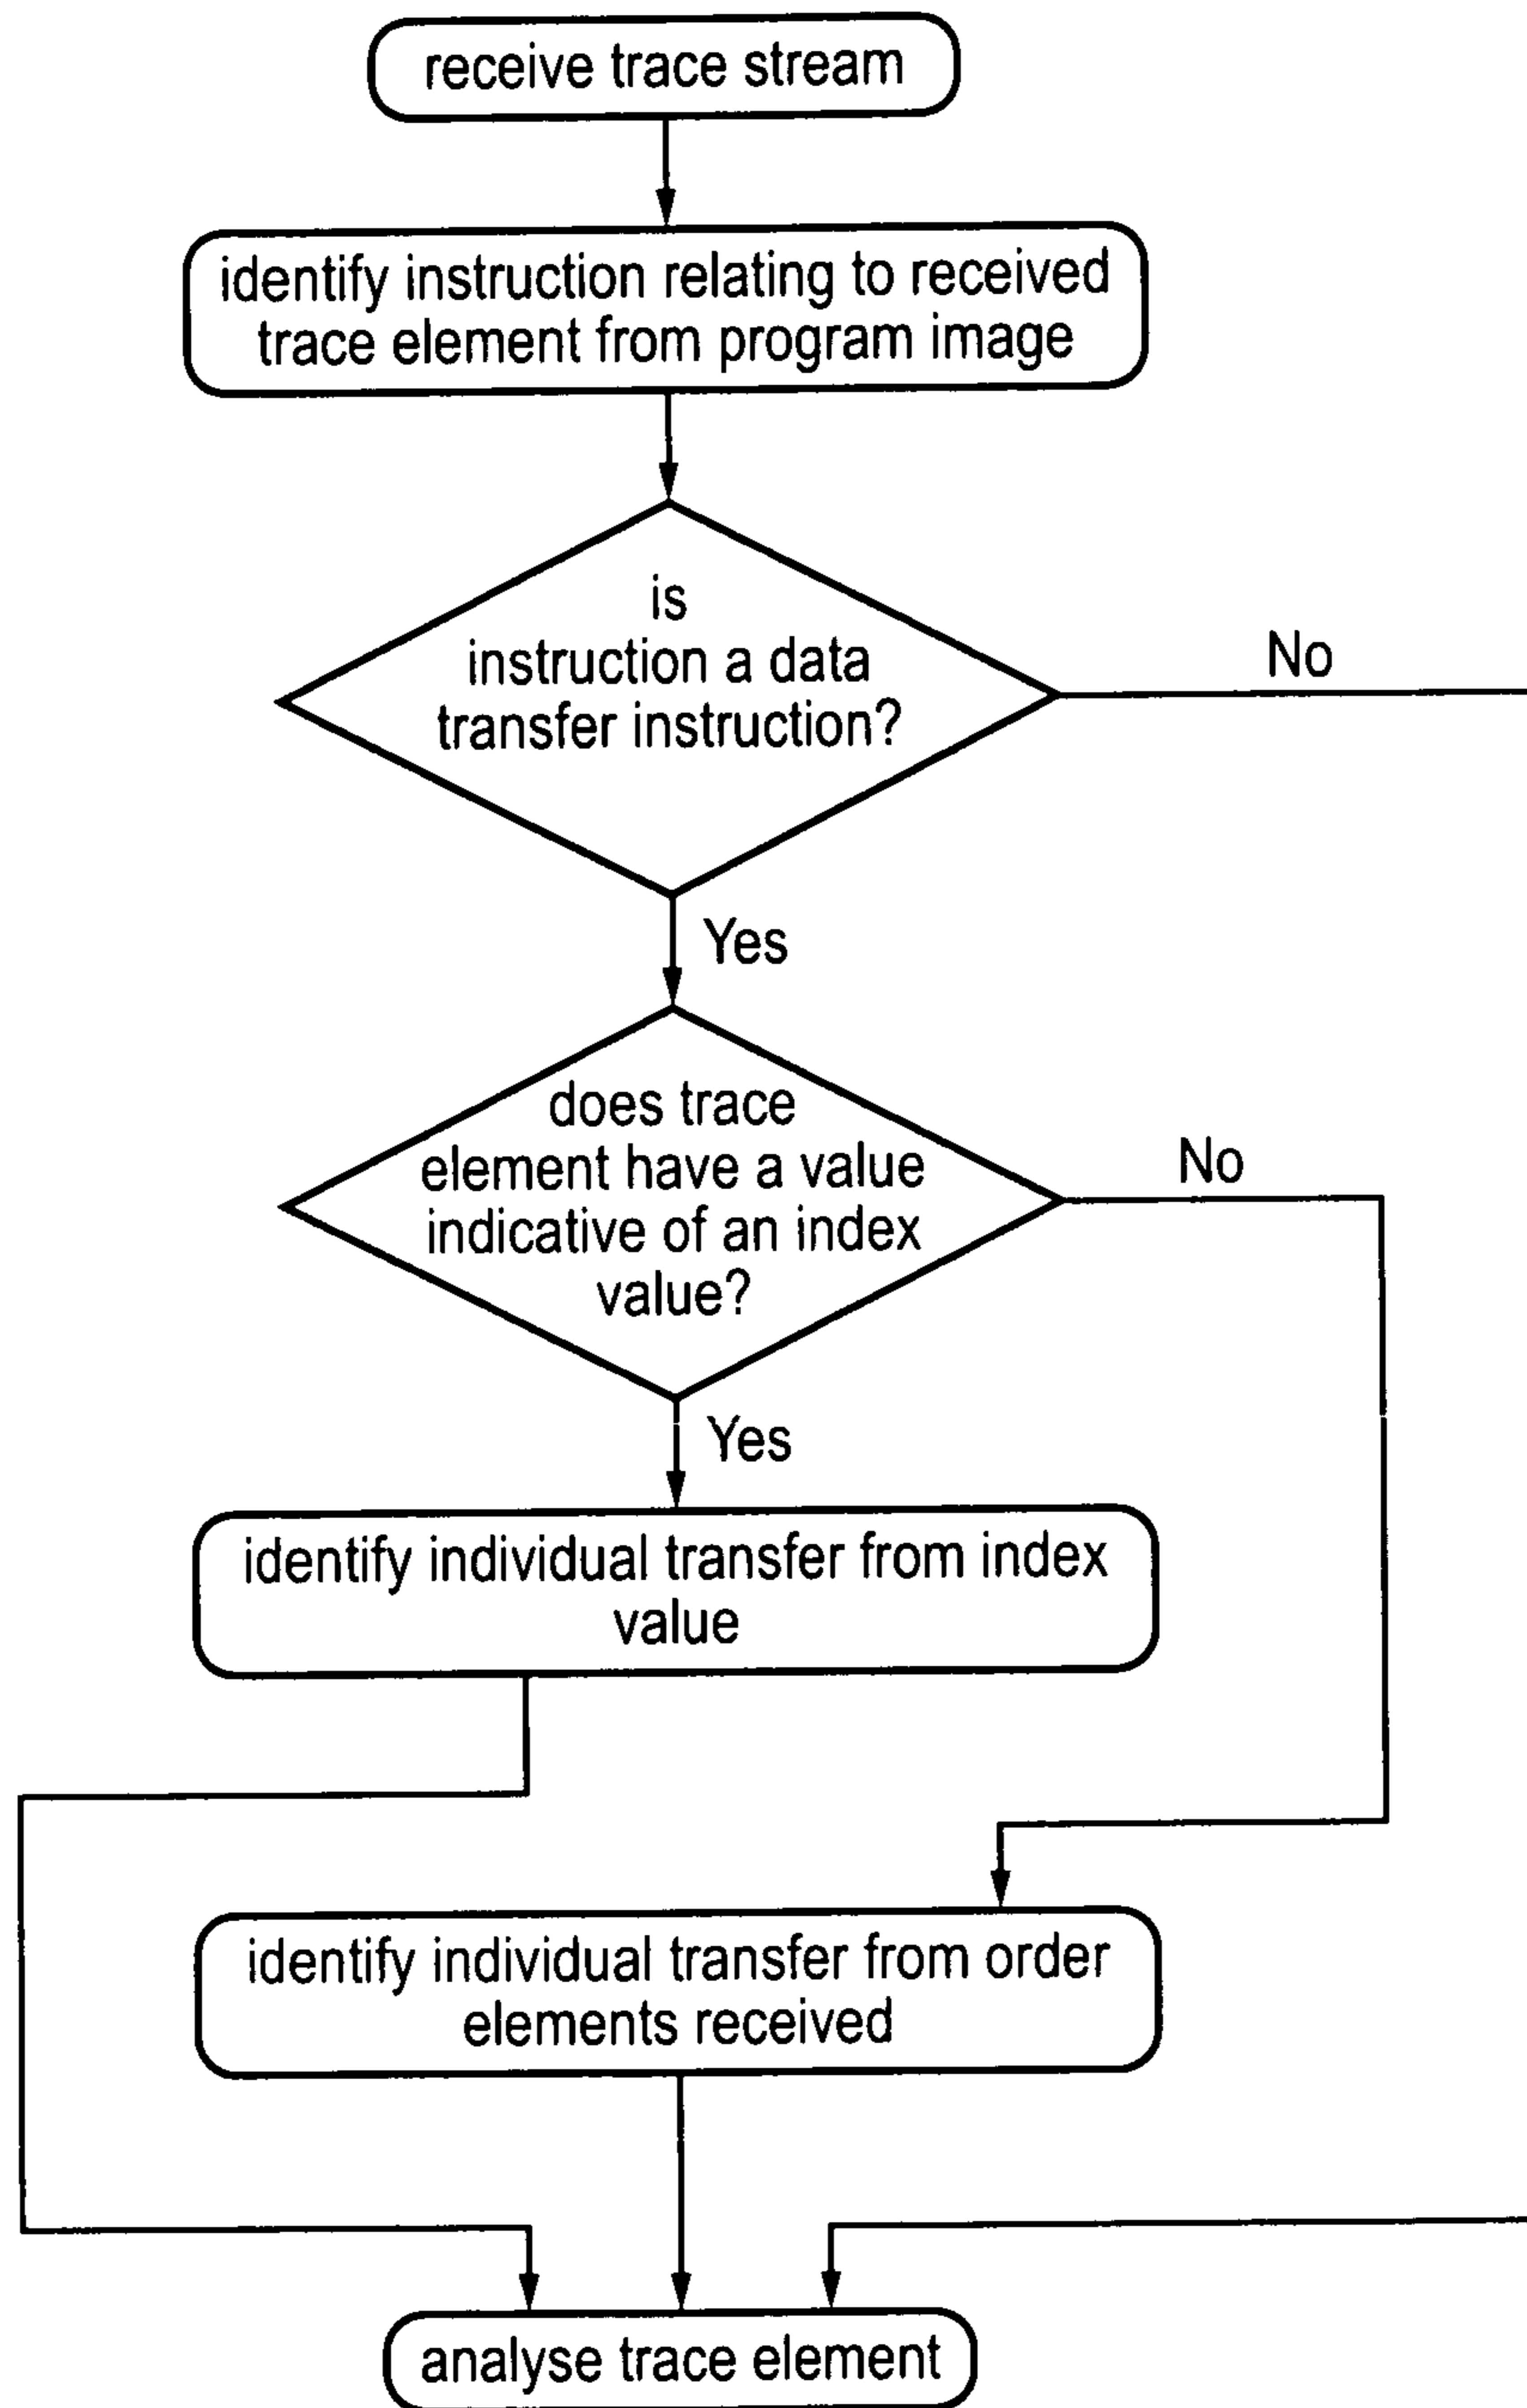 receive trace stream
identify instruction relating to received
trace element from program image
is
instruction a data
transfer instruction?
No
Yes
does trace
element have a value
indicative of an index
value?
No
Yes
identify individual transfer from index
value
identify individual transfer from order
elements received
analyse trace element